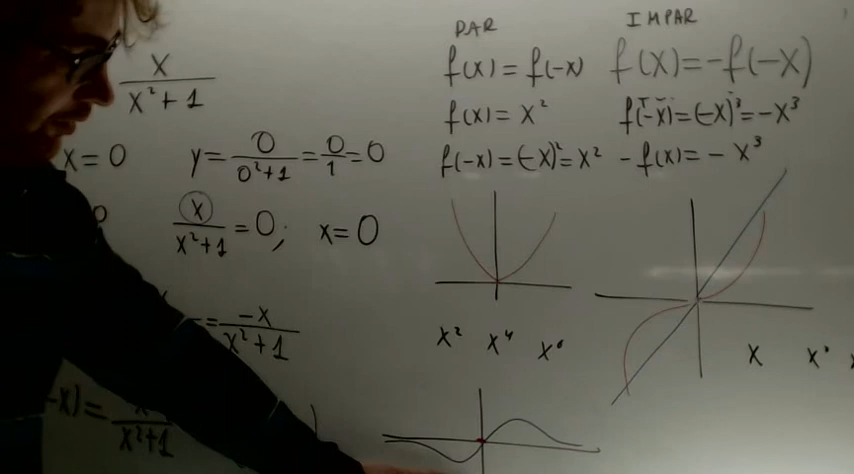 x / (x² + 1)
x = 0    y = 0 / (0² + 1) = 0/1 = 0
x / (x² + 1) = 0;    x = 0
= -x / (x² + 1)
-x) = x / (x² + 1)
PAR
f(x) = f(-x)
f(x) = x²
f(-x) = (-x)² = x²
x²    x⁴    x⁶
IMPAR
f(x) = -f(-x)
f(-x) = (-x)³ = -x³
-f(x) = -x³
x